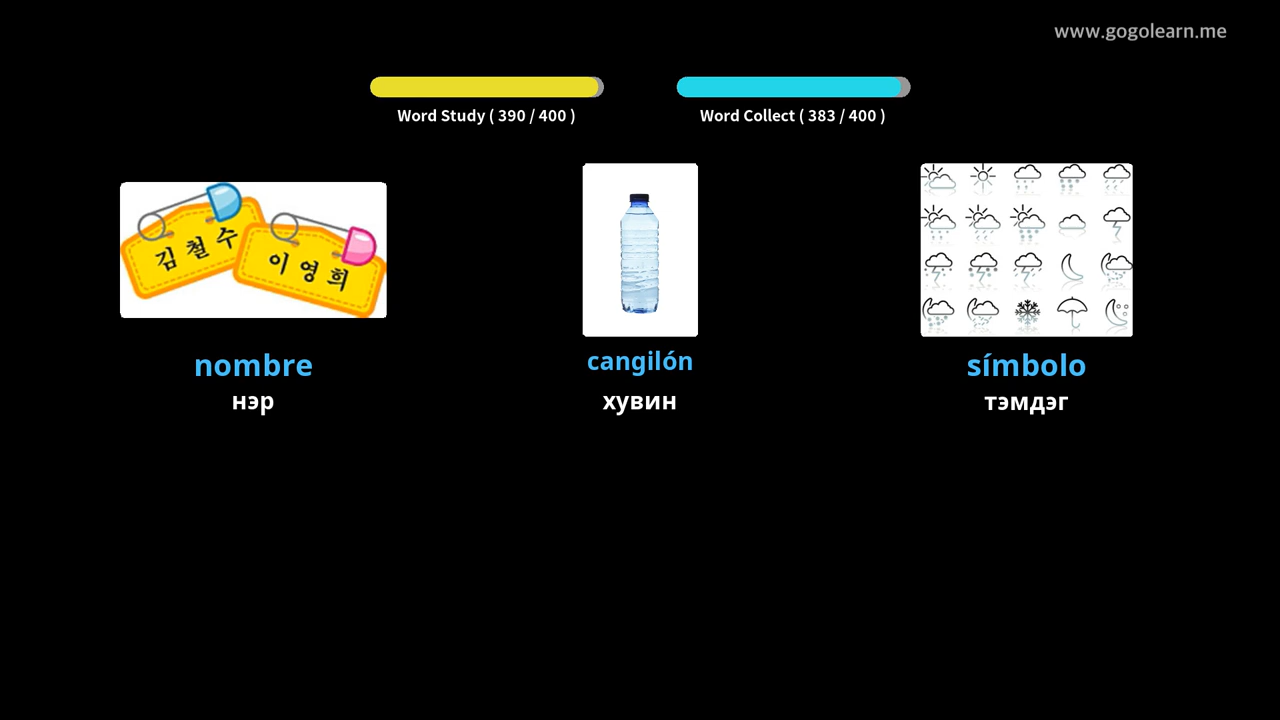 www.gogolearn.me
Word Study ( 390 / 400 )
Word Collect ( 383 / 400 )
김철수
이영희
nombre
нэр
cangilón
хувин
símbolo
тэмдэг